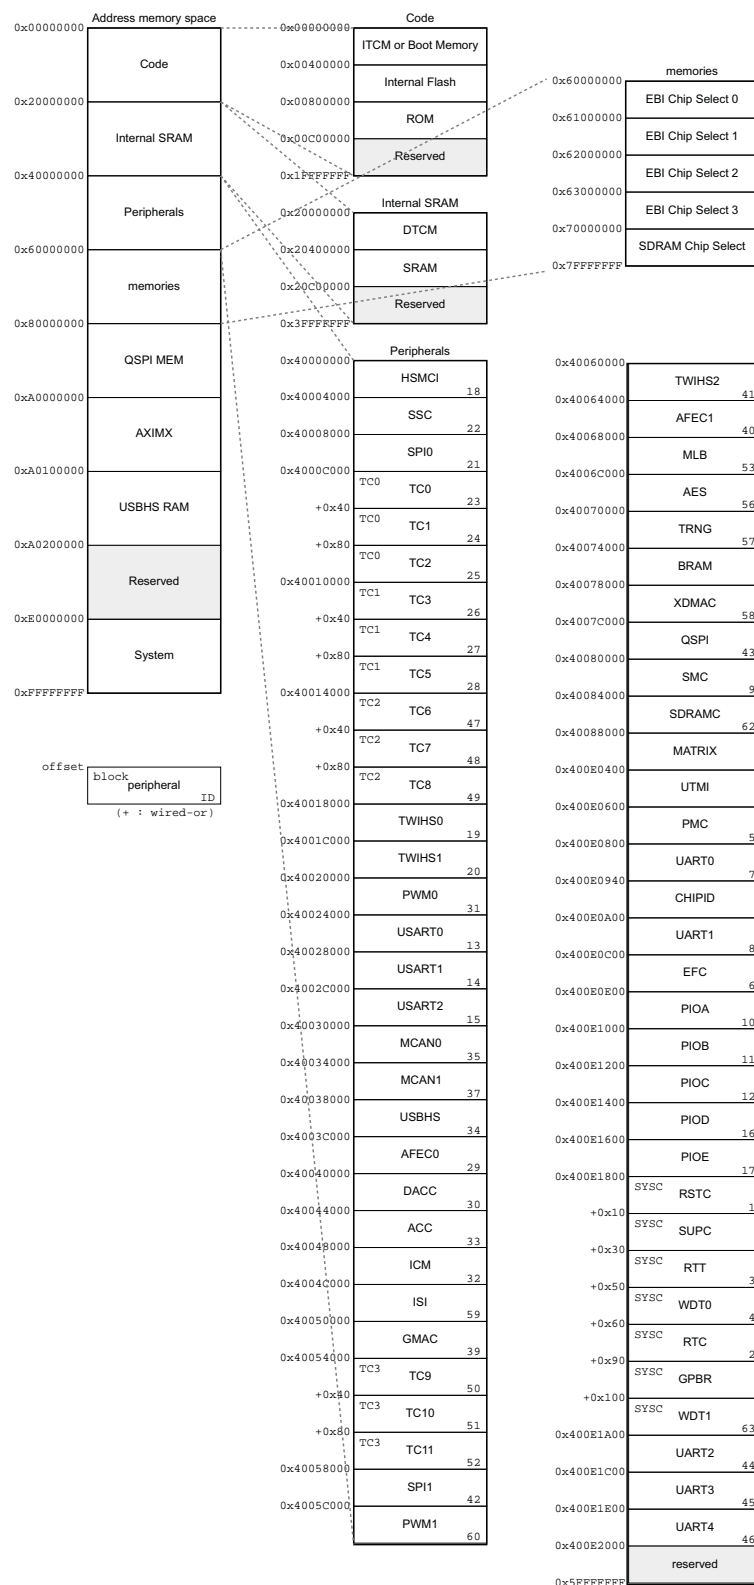 Address memory space
0x00000000
Code
0x20000000
Internal SRAM
0x40000000
Peripherals
0x60000000
memories
0x80000000
QSPI MEM
0xA0000000
AXIMX
0xA0100000
USBHS RAM
0xA0200000
Reserved
0xE0000000
System
0xFFFFFFFF
offset
block
peripheral
ID
(+ : wired-or)
Code
0x00000000
ITCM or Boot Memory
0x00400000
Internal Flash
0x00800000
ROM
0x00C00000
Reserved
0x1FFFFFFF
Internal SRAM
0x20000000
DTCM
0x20400000
SRAM
0x20C00000
Reserved
0x3FFFFFFF
Peripherals
0x40000000
HSMCI
18
0x40004000
SSC
22
0x40008000
SPI0
21
0x4000C000
TC0 TC0
23
+0x40
TC0 TC1
24
+0x80
TC0 TC2
25
0x40010000
TC1 TC3
26
+0x40
TC1 TC4
27
+0x80
TC1 TC5
28
0x40014000
TC2 TC6
47
+0x40
TC2 TC7
48
+0x80
TC2 TC8
49
0x40018000
TWIHS0
19
0x4001C000
TWIHS1
20
0x40020000
PWM0
31
0x40024000
USART0
13
0x40028000
USART1
14
0x4002C000
USART2
15
0x40030000
MCAN0
35
0x40034000
MCAN1
37
0x40038000
USBHS
34
0x4003C000
AFEC0
29
0x40040000
DACC
30
0x40044000
ACC
33
0x40048000
ICM
32
0x4004C000
ISI
59
0x40050000
GMAC
39
0x40054000
TC3 TC9
50
+0x40
TC3 TC10
51
+0x80
TC3 TC11
52
0x40058000
SPI1
42
0x4005C000
PWM1
60
memories
0x60000000
EBI Chip Select 0
0x61000000
EBI Chip Select 1
0x62000000
EBI Chip Select 2
0x63000000
EBI Chip Select 3
0x70000000
SDRAM Chip Select
0x7FFFFFFF
0x40060000
TWIHS2
41
0x40064000
AFEC1
40
0x40068000
MLB
53
0x4006C000
AES
56
0x40070000
TRNG
57
0x40074000
BRAM
0x40078000
XDMAC
58
0x4007C000
QSPI
43
0x40080000
SMC
9
0x40084000
SDRAMC
62
0x40088000
MATRIX
0x400E0400
UTMI
0x400E0600
PMC
5
0x400E0800
UART0
7
0x400E0940
CHIPID
0x400E0A00
UART1
8
0x400E0C00
EFC
6
0x400E0E00
PIOA
10
0x400E1000
PIOB
11
0x400E1200
PIOC
12
0x400E1400
PIOD
16
0x400E1600
PIOE
17
0x400E1800
SYSC RSTC
1
+0x10
SYSC SUPC
+0x30
SYSC RTT
3
+0x50
SYSC WDT0
4
+0x60
SYSC RTC
2
+0x90
SYSC GPBR
+0x100
SYSC WDT1
63
0x400E1A00
UART2
44
0x400E1C00
UART3
45
0x400E1E00
UART4
46
0x400E2000
reserved
0x5FFFFFFF